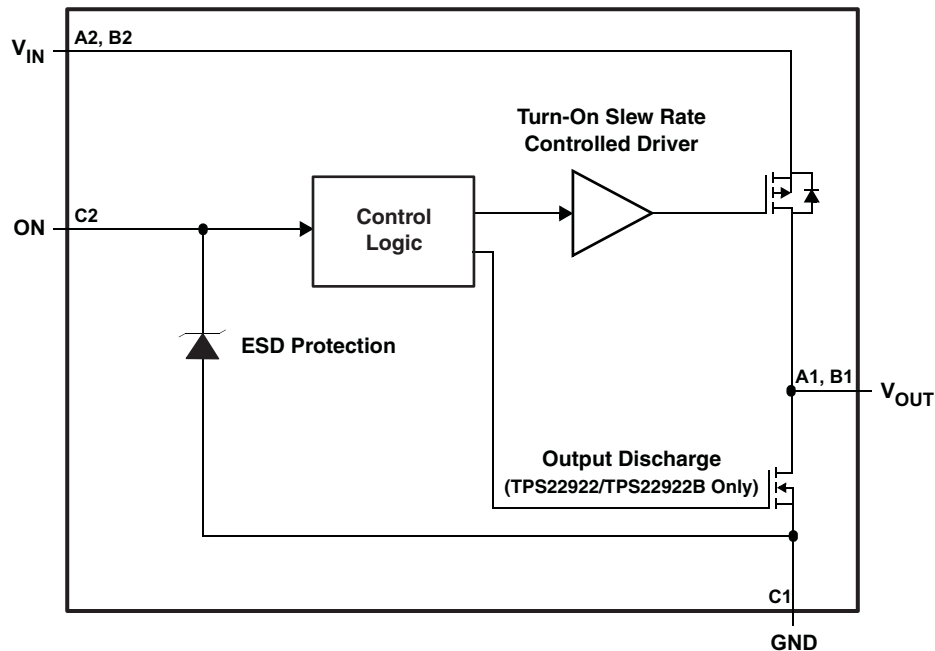 A2, B2
V_IN
Turn-On Slew Rate
Controlled Driver
C2
ON
Control
Logic
ESD Protection
A1, B1
V_OUT
Output Discharge
(TPS22922/TPS22922B Only)
C1
GND